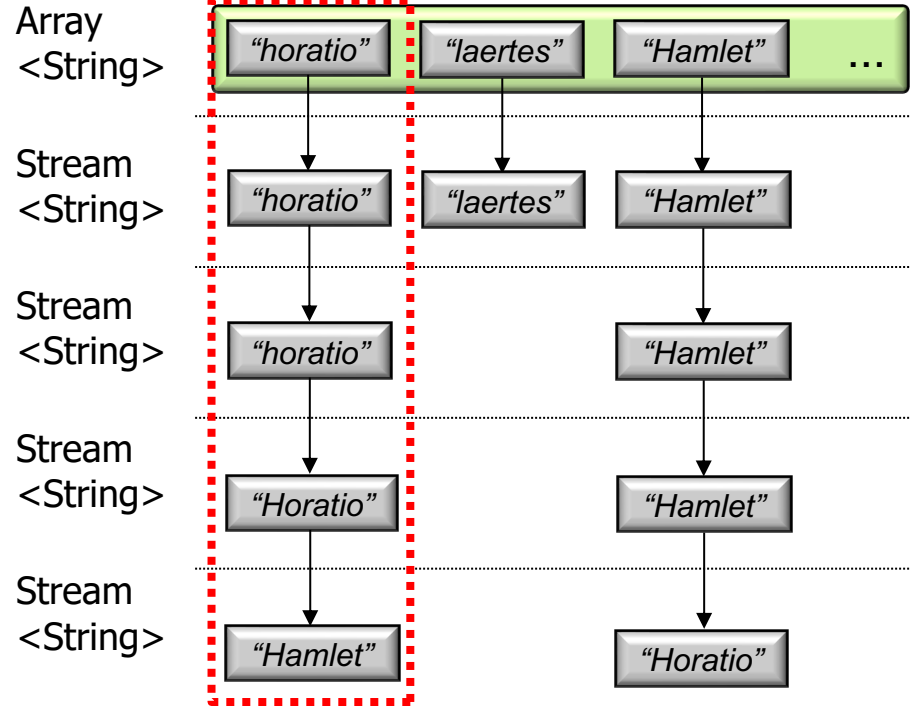 Array
<String>
“horatio” “laertes” “Hamlet” ...
Stream
<String>
“horatio” “laertes” “Hamlet”
Stream
<String>
“horatio” “Hamlet”
Stream
<String>
“Horatio” “Hamlet”
Stream
<String>
“Hamlet” “Horatio”